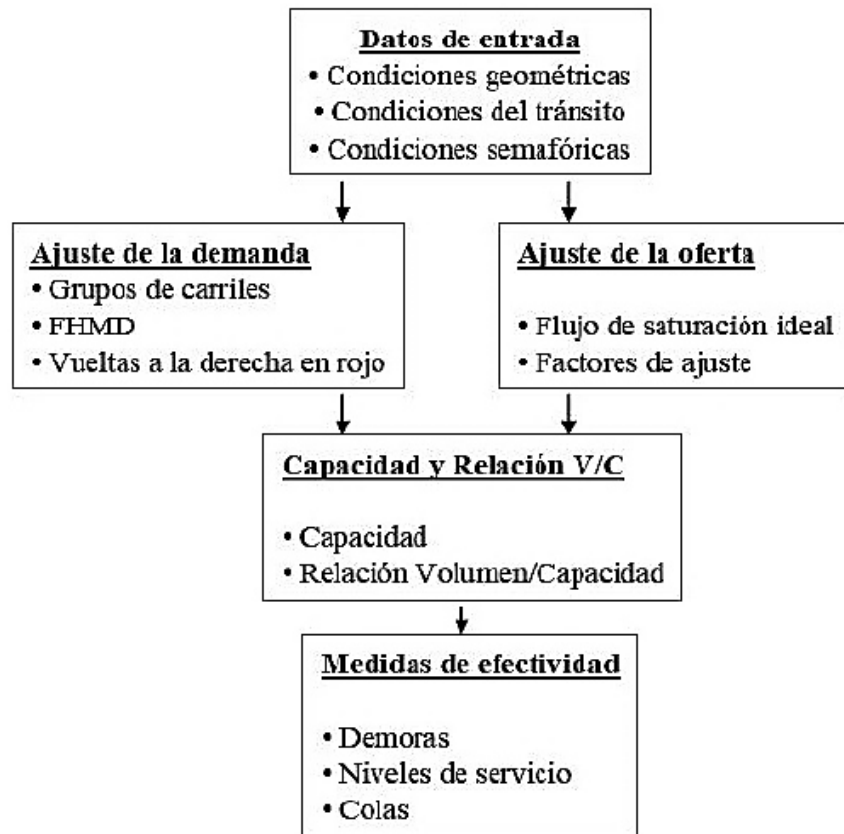 Datos de entrada
• Condiciones geométricas
• Condiciones del tránsito
• Condiciones semafóricas
Ajuste de la demanda
• Grupos de carriles
• FHMD
• Vueltas a la derecha en rojo
Ajuste de la oferta
• Flujo de saturación ideal
• Factores de ajuste
Capacidad y Relación V/C
• Capacidad
• Relación Volumen/Capacidad
Medidas de efectividad
• Demoras
• Niveles de servicio
• Colas